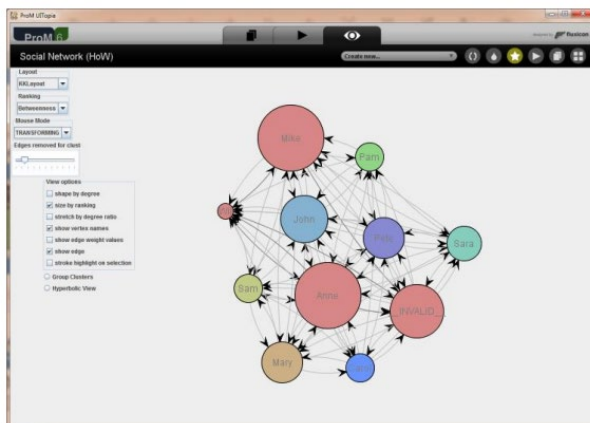 ProM UITopia
ProM 6
Social Network (HoW)
Create new...
Layout
KKLayout
Ranking
Betweenness
Mouse Mode
TRANSFORMING
Edges removed for clust
View options
shape by degree
size by ranking
stretch by degree ratio
show vertex names
show edge weight values
show edge
stroke highlight on selection
Group Clusters
Hyperbolic View
Mike
Pam
John
Pete
Sara
Sam
Anne
_INVALID_
Mary